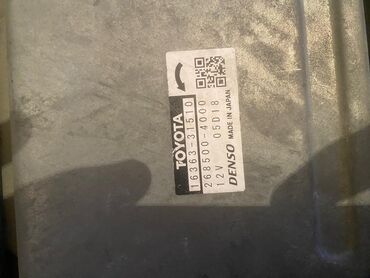 TOYOTA
16363-31510
268500-4000
12V 05D18
DENSO MADE IN JAPAN